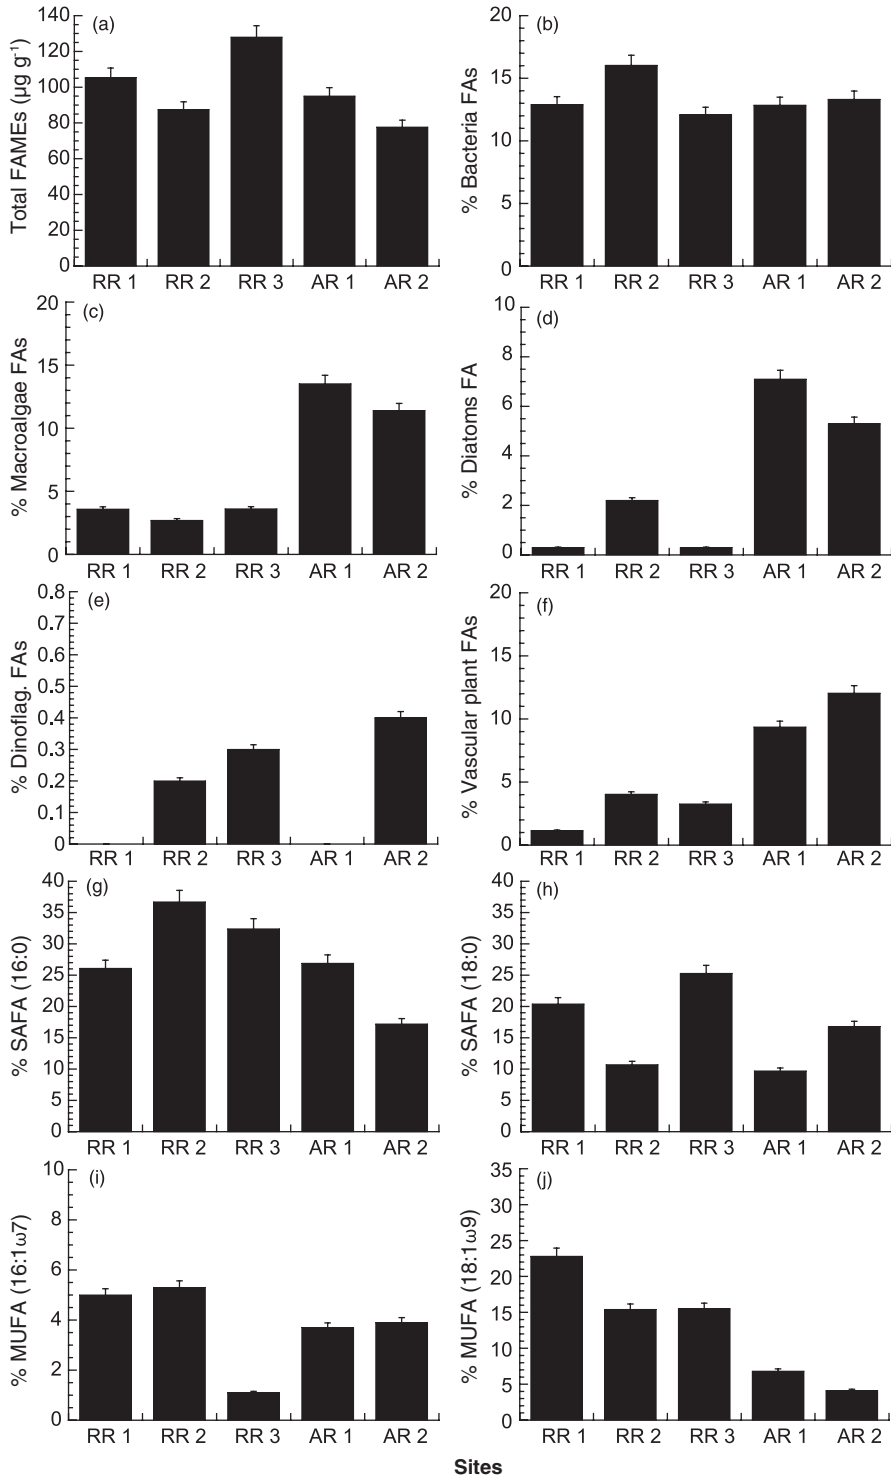 (a)
Total FAMEs (µg g⁻¹)
140
120
100
80
60
40
20
0
RR 1 RR 2 RR 3 AR 1 AR 2
(b)
% Bacteria FAs
20
15
10
5
0
RR 1 RR 2 RR 3 AR 1 AR 2
(c)
% Macroalgae FAs
20
15
10
5
0
RR 1 RR 2 RR 3 AR 1 AR 2
(d)
% Diatoms FA
10
8
6
4
2
0
RR 1 RR 2 RR 3 AR 1 AR 2
(e)
% Dinoflag. FAs
0.8
0.7
0.6
0.5
0.4
0.3
0.2
0.1
0
RR 1 RR 2 RR 3 AR 1 AR 2
(f)
% Vascular plant FAs
20
15
10
5
0
RR 1 RR 2 RR 3 AR 1 AR 2
(g)
% SAFA (16:0)
40
35
30
25
20
15
10
5
0
RR 1 RR 2 RR 3 AR 1 AR 2
(h)
% SAFA (18:0)
40
35
30
25
20
15
10
5
0
RR 1 RR 2 RR 3 AR 1 AR 2
(i)
% MUFA (16:1ω7)
10
8
6
4
2
0
RR 1 RR 2 RR 3 AR 1 AR 2
(j)
% MUFA (18:1ω9)
35
30
25
20
15
10
5
0
RR 1 RR 2 RR 3 AR 1 AR 2
Sites